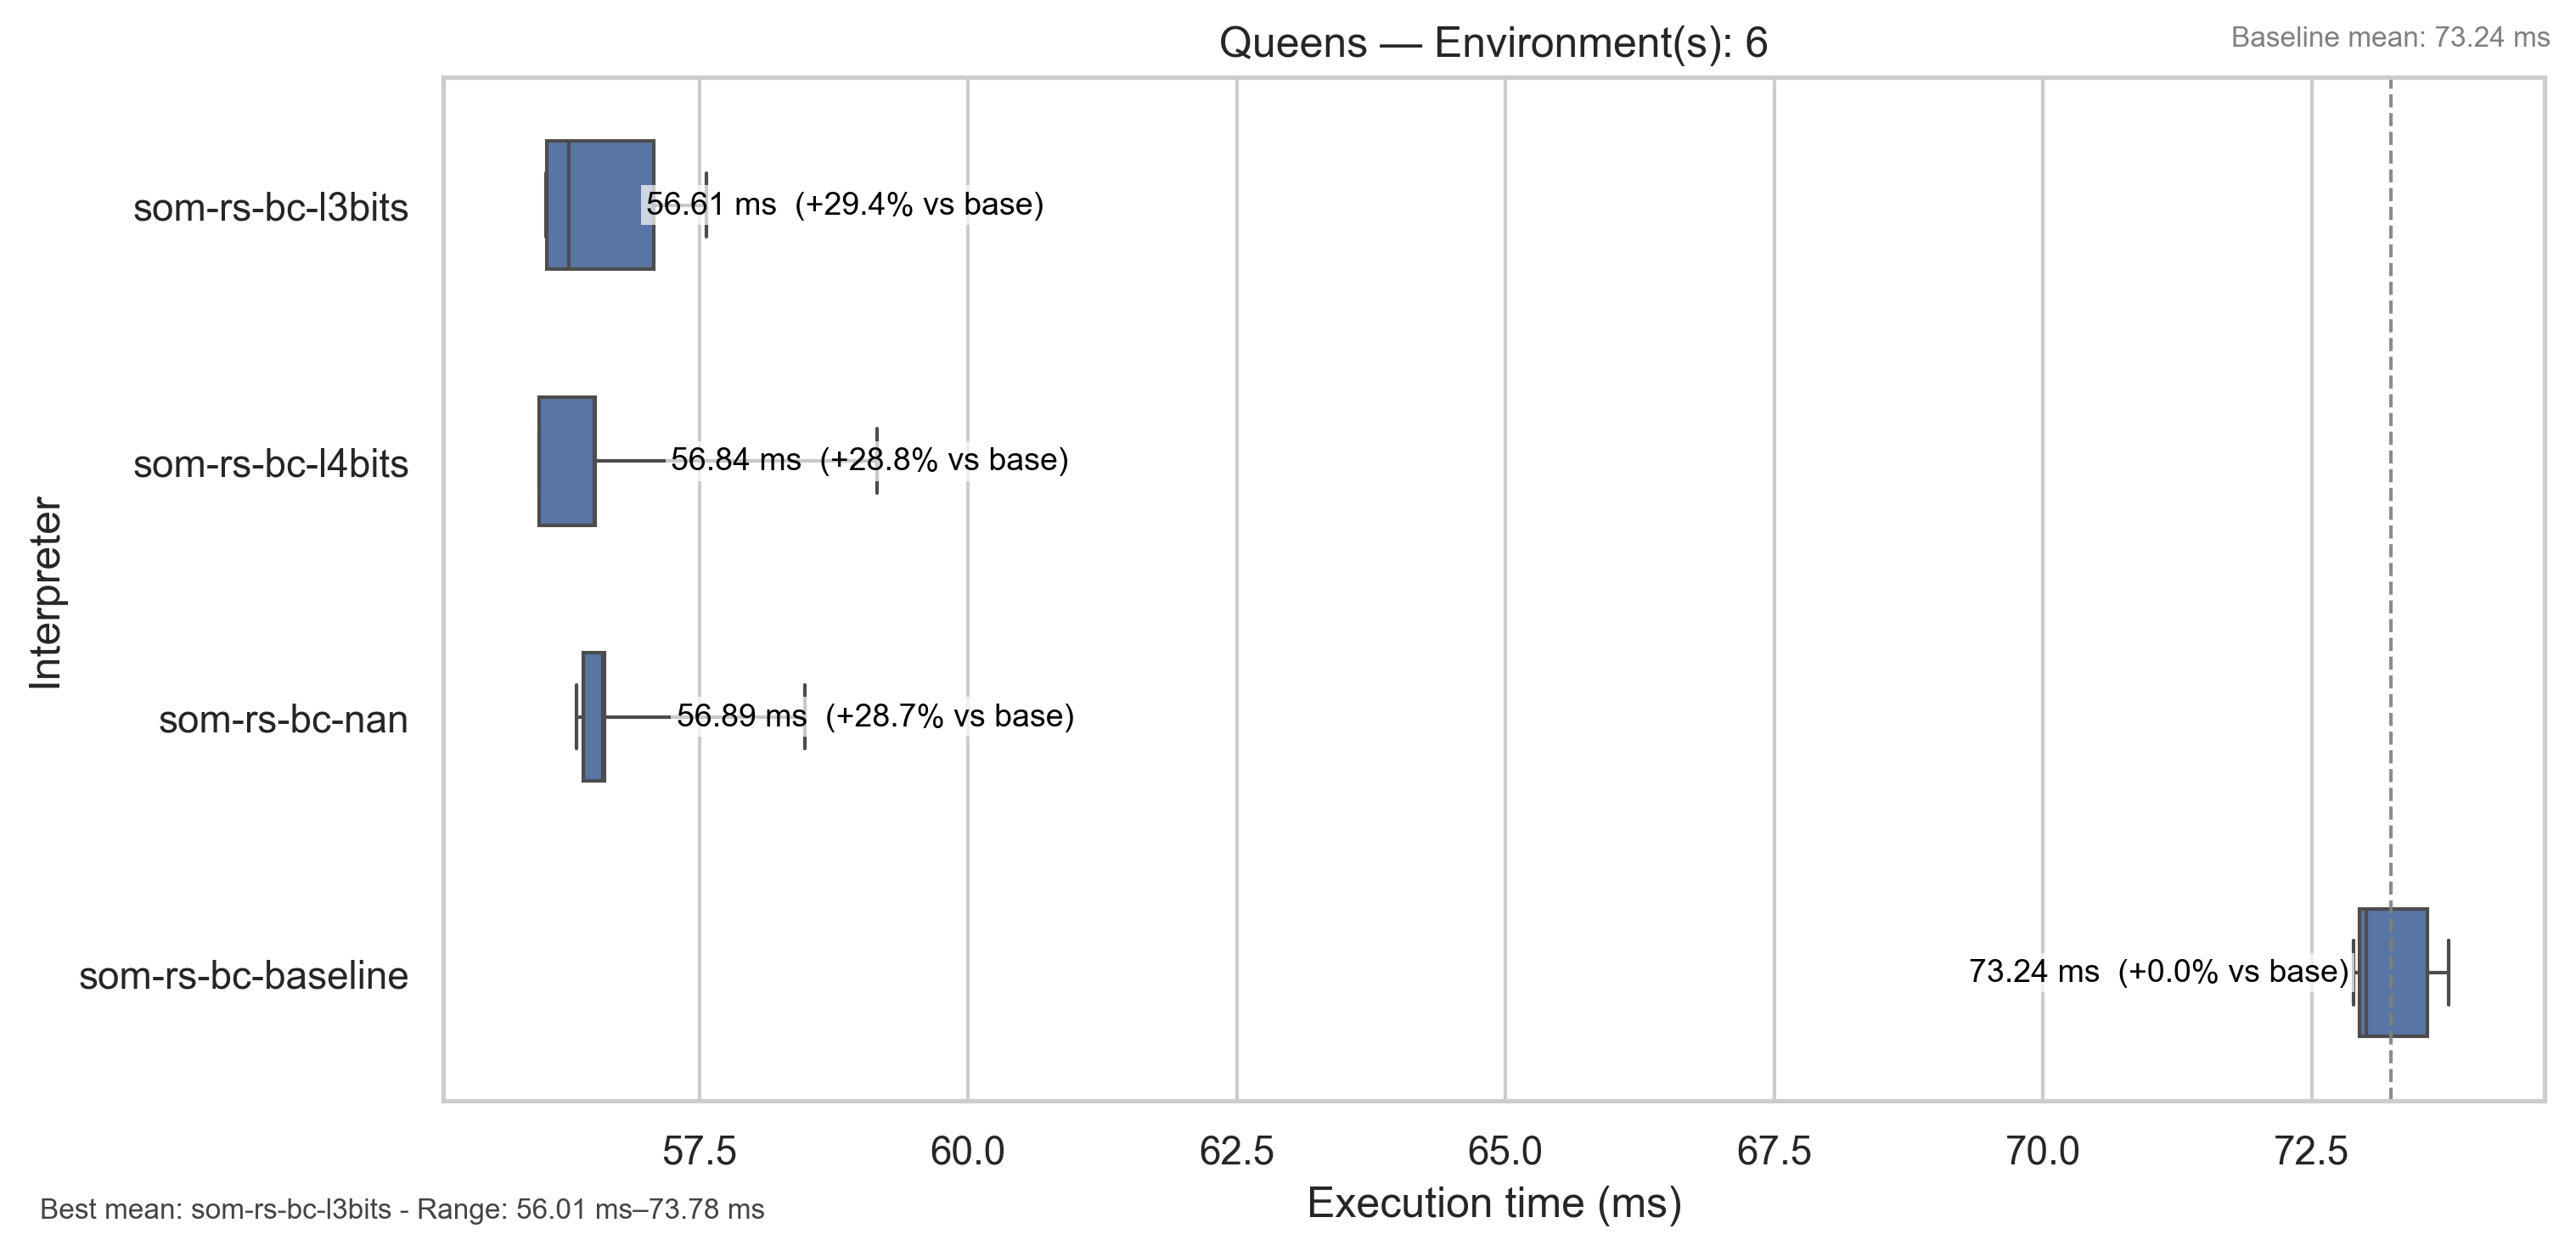 Queens — Environment(s): 6
Baseline mean: 73.24 ms
Interpreter
som-rs-bc-l3bits
56.61 ms (+29.4% vs base)
som-rs-bc-l4bits
56.84 ms (+28.8% vs base)
som-rs-bc-nan
56.89 ms (+28.7% vs base)
som-rs-bc-baseline
73.24 ms (+0.0% vs base)
57.5 60.0 62.5 65.0 67.5 70.0 72.5
Execution time (ms)
Best mean: som-rs-bc-l3bits - Range: 56.01 ms–73.78 ms